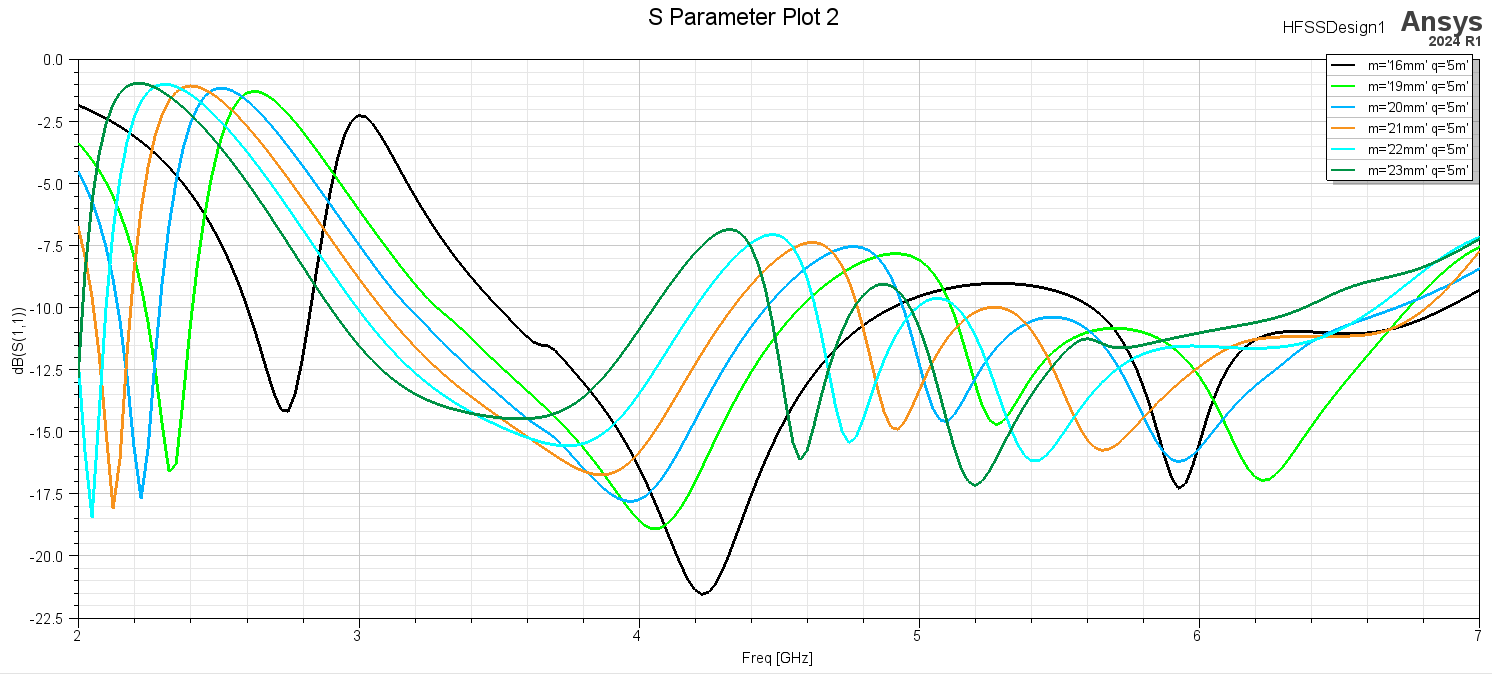 S Parameter Plot 2
HFSSDesign1
Ansys
2024 R1
m='16mm' q='5m'
m='19mm' q='5m'
m='20mm' q='5m'
m='21mm' q='5m'
m='22mm' q='5m'
m='23mm' q='5m'
0.0
-2.5
-5.0
-7.5
-10.0
-12.5
-15.0
-17.5
-20.0
-22.5
dB(S(1,1))
2 3 4 5 6 7
Freq [GHz]